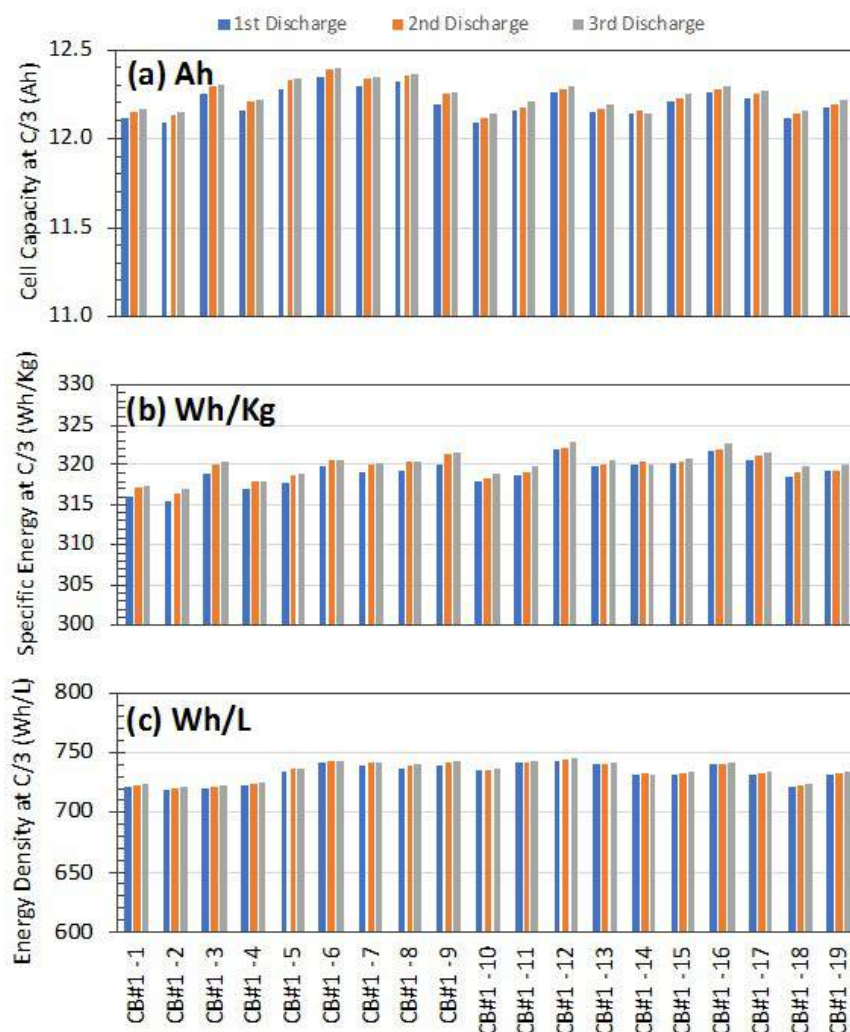 1st Discharge 2nd Discharge 3rd Discharge
(a) Ah
Cell Capacity at C/3 (Ah)
12.5
12.0
11.5
11.0
(b) Wh/Kg
Specific Energy at C/3 (Wh/Kg)
330
325
320
315
310
305
300
(c) Wh/L
Energy Density at C/3 (Wh/L)
800
750
700
650
600
CB#1 -1
CB#1 -2
CB#1 -3
CB#1 -4
CB#1 -5
CB#1 -6
CB#1 -7
CB#1 -8
CB#1 -9
CB#1 -10
CB#1 -11
CB#1 -12
CB#1 -13
CB#1 -14
CB#1 -15
CB#1 -16
CB#1 -17
CB#1 -18
CB#1 -19